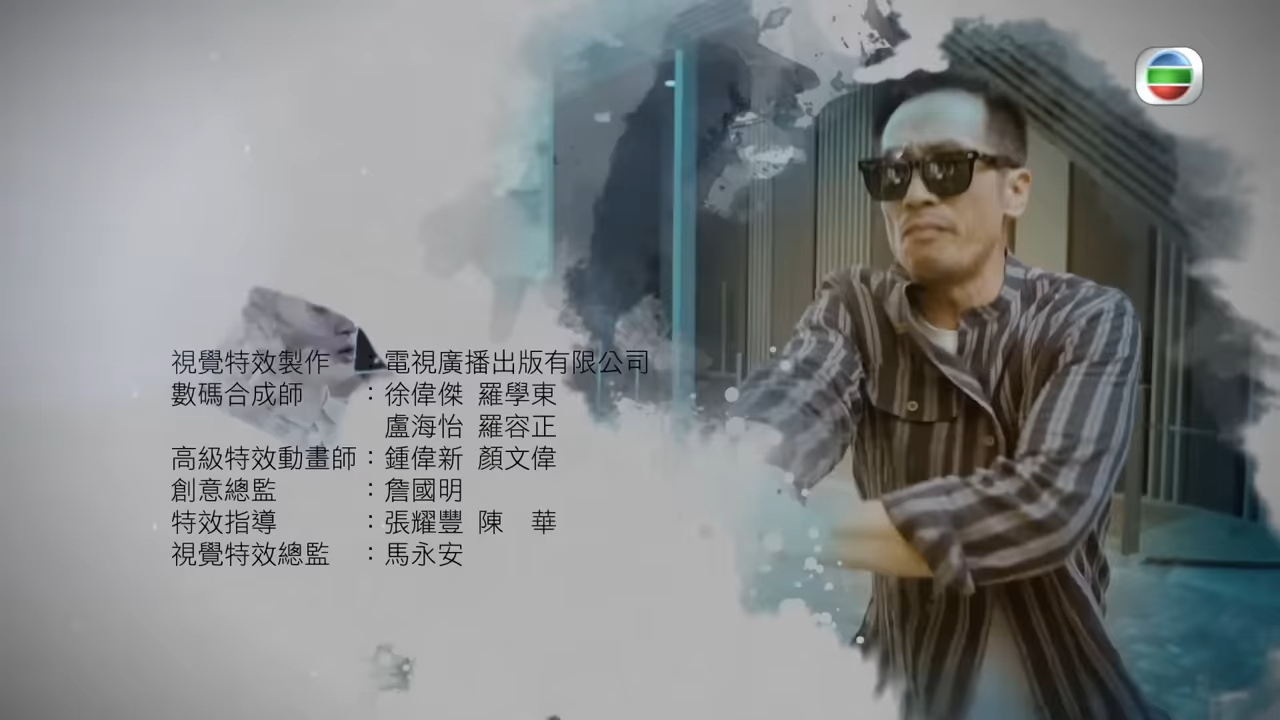 視覺特效製作　：電視廣播出版有限公司
數碼合成師　　：徐偉傑 羅學東
盧海怡 羅容正
高級特效動畫師：鍾偉新 顏文偉
創意總監　　　：詹國明
特效指導　　　：張耀豐 陳　華
視覺特效總監　：馬永安